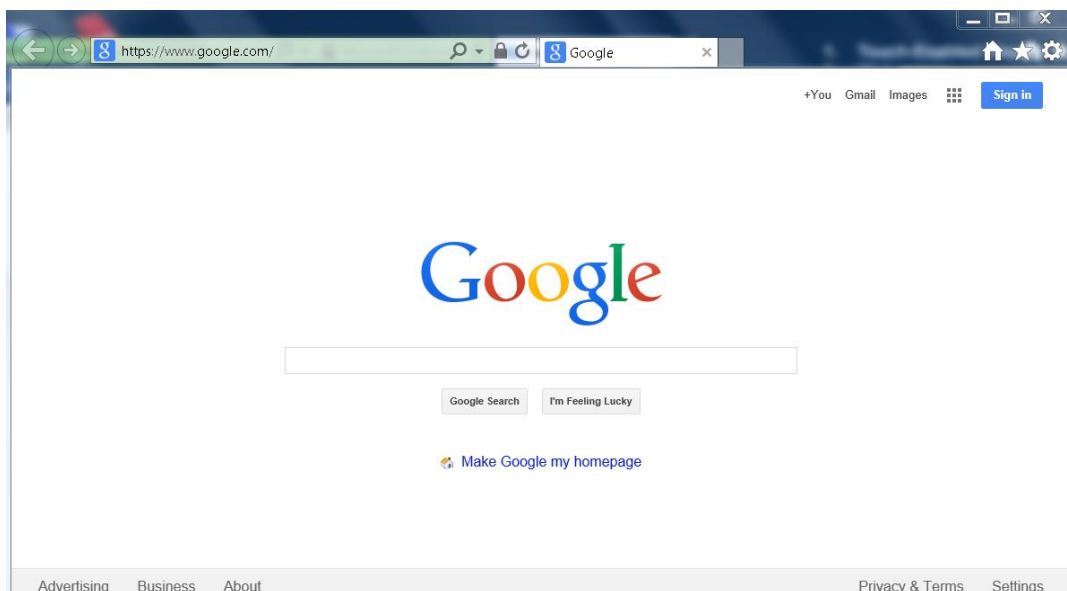 https://www.google.com/ Google
+You Gmail Images Sign in
Google
Google Search I'm Feeling Lucky
Make Google my homepage
Advertising Business About Privacy & Terms Settings